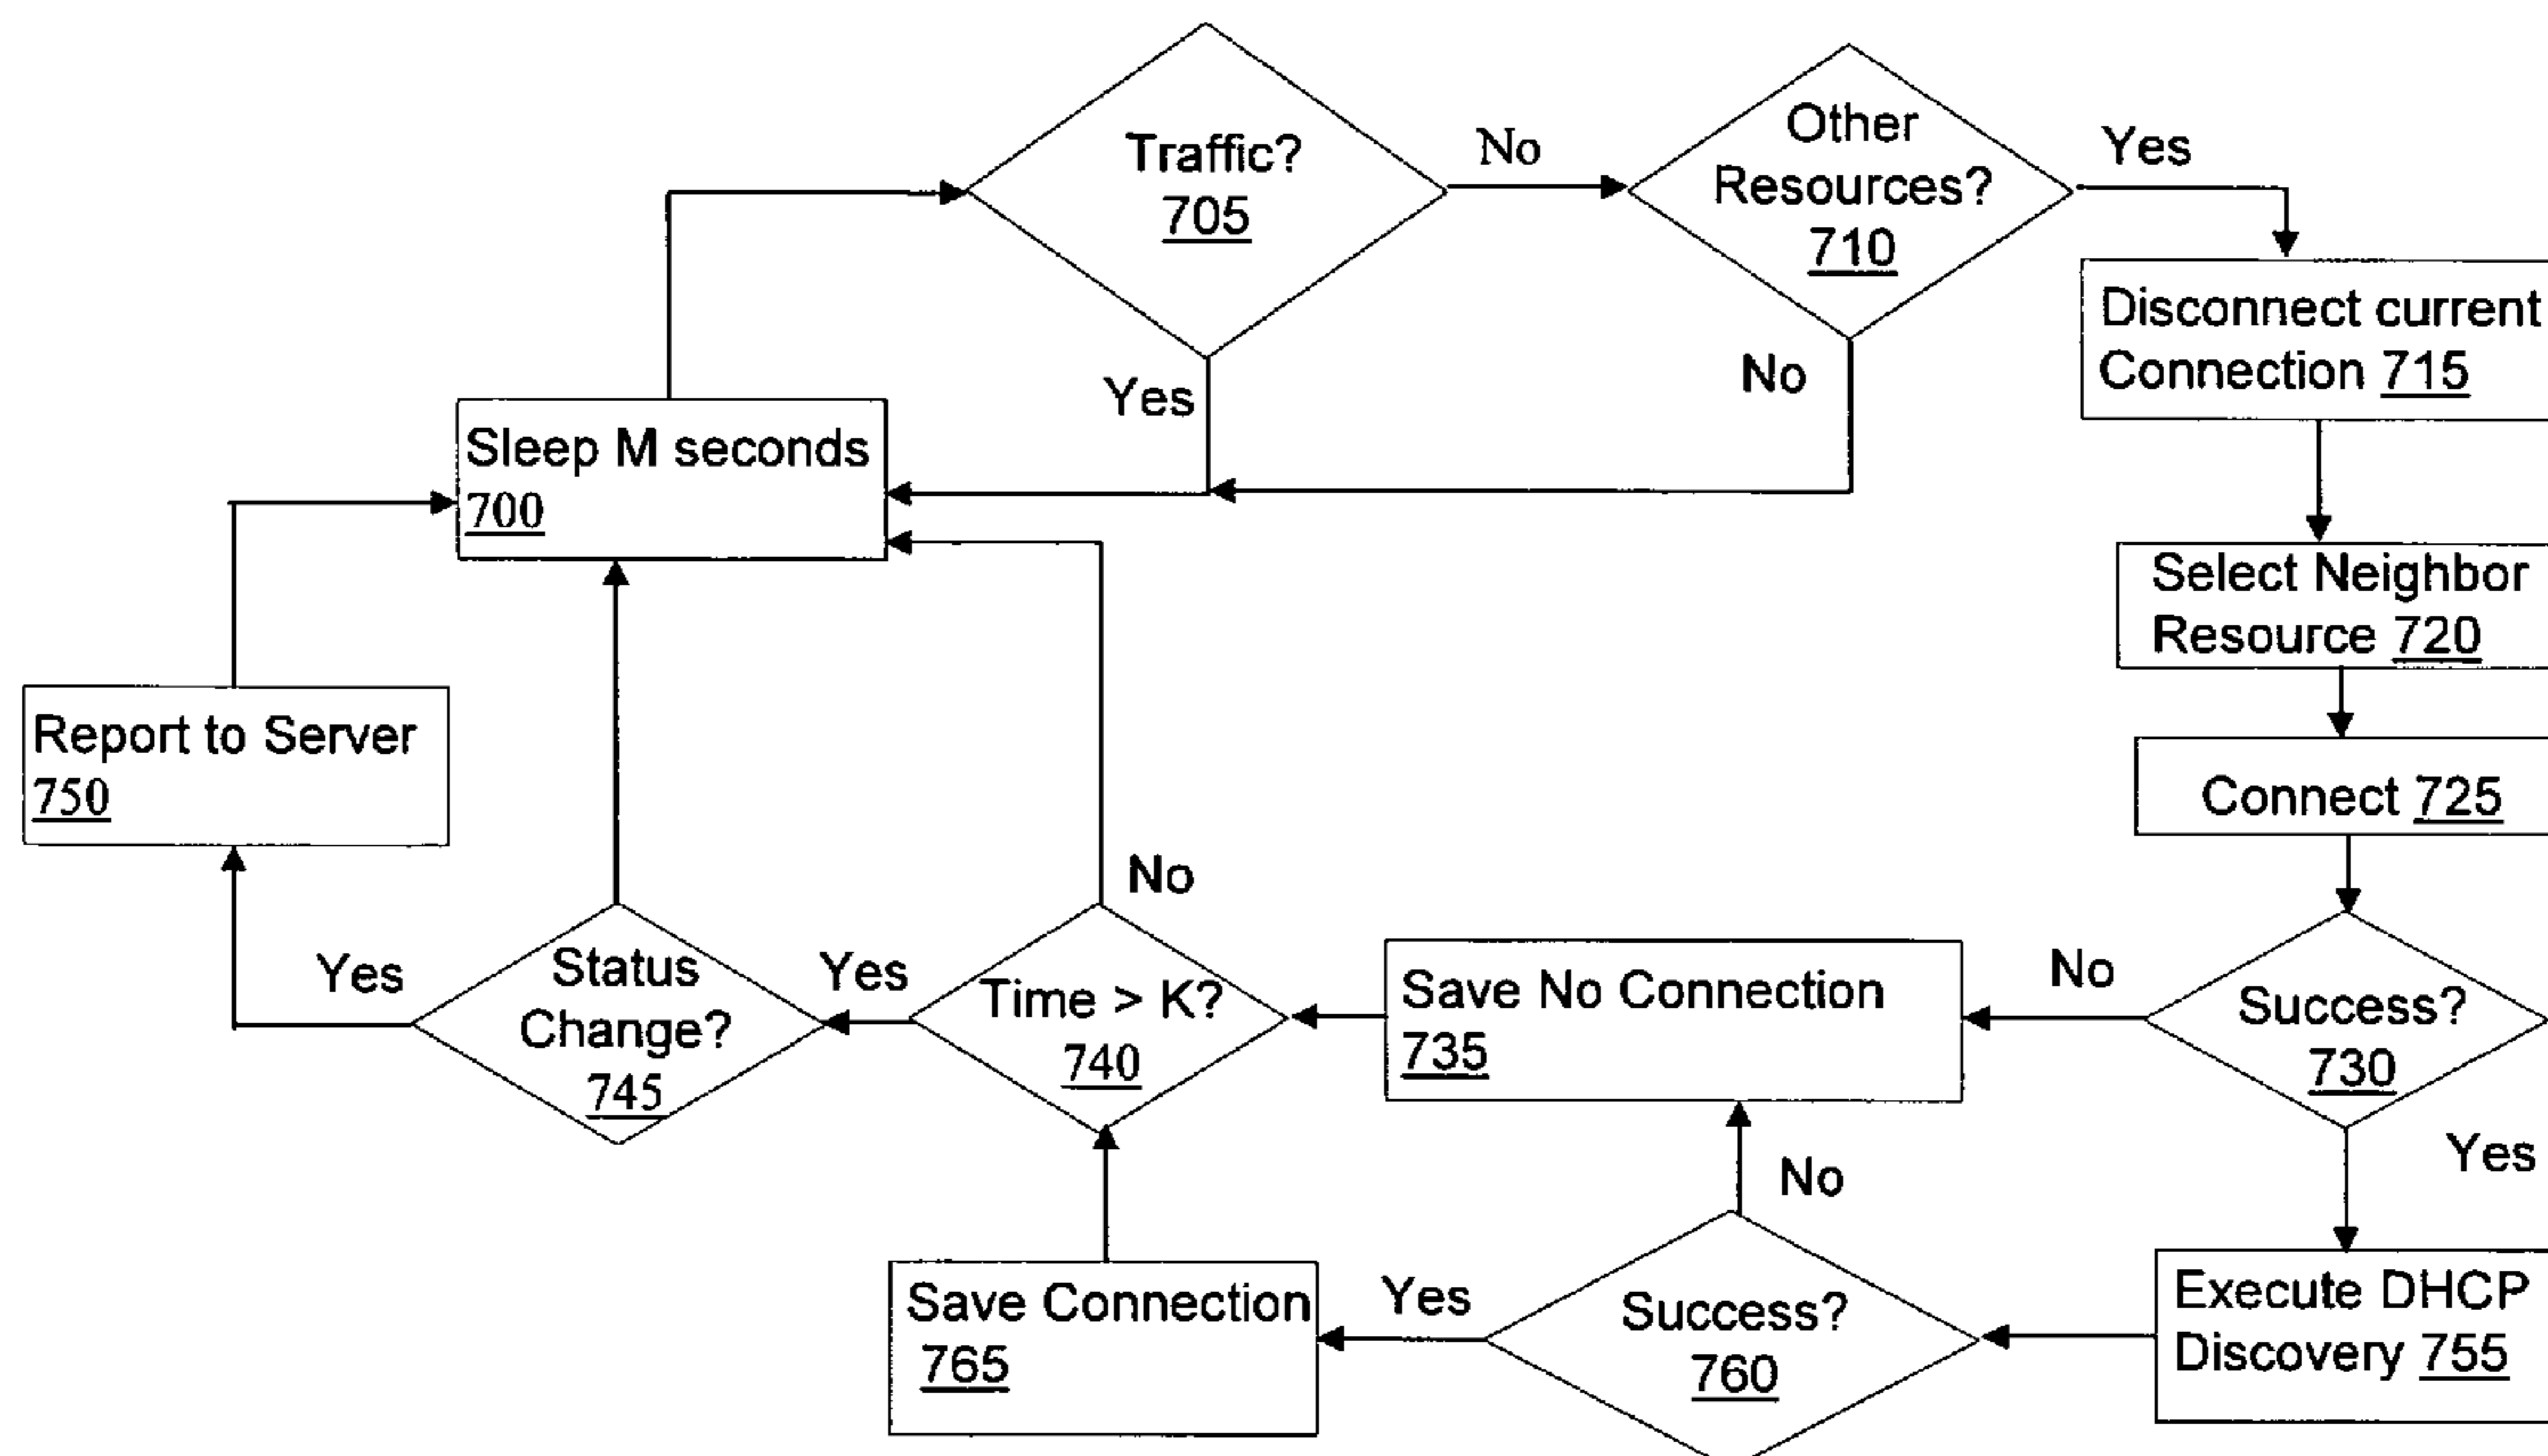 Traffic?
705
No
Other
Resources?
710
Yes
Disconnect current
Connection 715
Yes
No
Sleep M seconds
700
Select Neighbor
Resource 720
Report to Server
750
Connect 725
No
Yes
Status
Change?
745
Yes
Time > K?
740
Save No Connection
735
No
Success?
730
Yes
No
Save Connection
765
Yes
Success?
760
Execute DHCP
Discovery 755